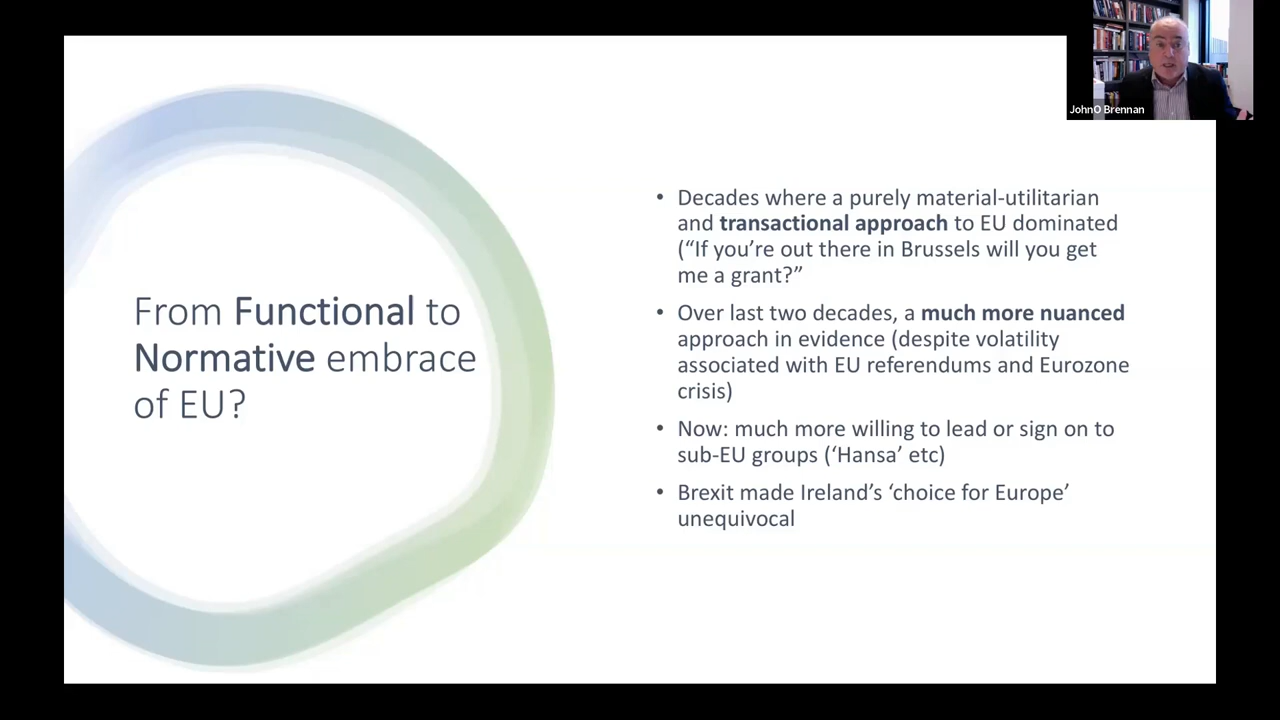 JohnO Brennan
From Functional to
Normative embrace
of EU?
• Decades where a purely material-utilitarian
and transactional approach to EU dominated
(“If you’re out there in Brussels will you get
me a grant?”
• Over last two decades, a much more nuanced
approach in evidence (despite volatility
associated with EU referendums and Eurozone
crisis)
• Now: much more willing to lead or sign on to
sub-EU groups (‘Hansa’ etc)
• Brexit made Ireland’s ‘choice for Europe’
unequivocal